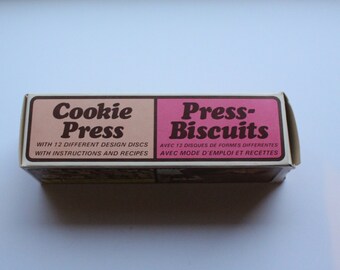 Cookie
Press
WITH 12 DIFFERENT DESIGN DISCS
WITH INSTRUCTIONS AND RECIPES
Press-
Biscuits
AVEC 12 DISQUES DE FORMES DIFFERENTES
AVEC MODE D'EMPLOI ET RECETTES